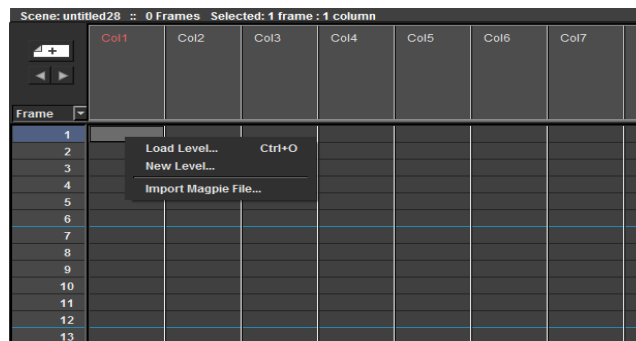 Scene: untitled28 :: 0 Frames Selected: 1 frame : 1 column
Col1 Col2 Col3 Col4 Col5 Col6 Col7
+
Frame
1
2
3
4
5
6
7
8
9
10
11
12
13
Load Level... Ctrl+O
New Level...
Import Magpie File...